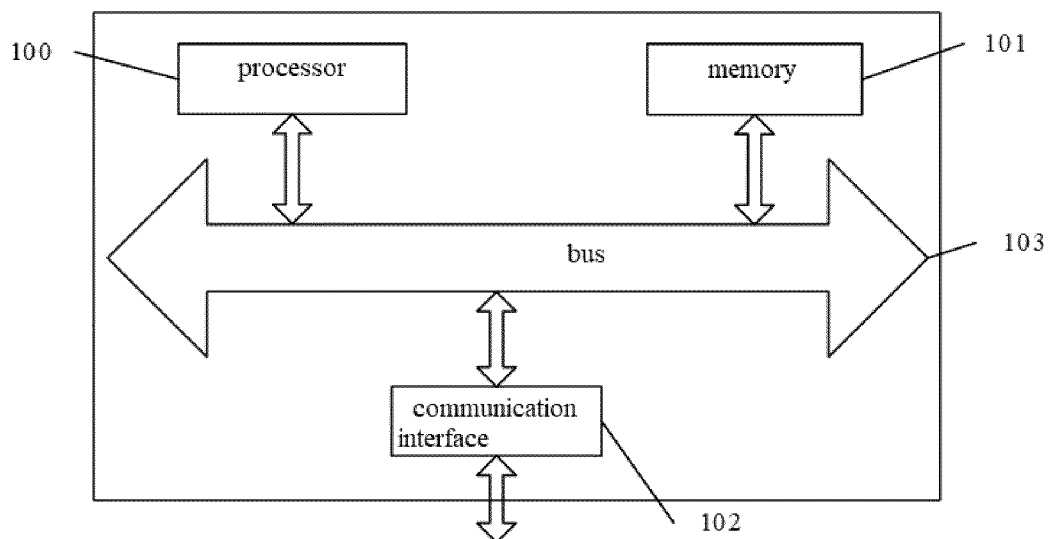 100
processor
memory
101
bus
103
communication
interface
102